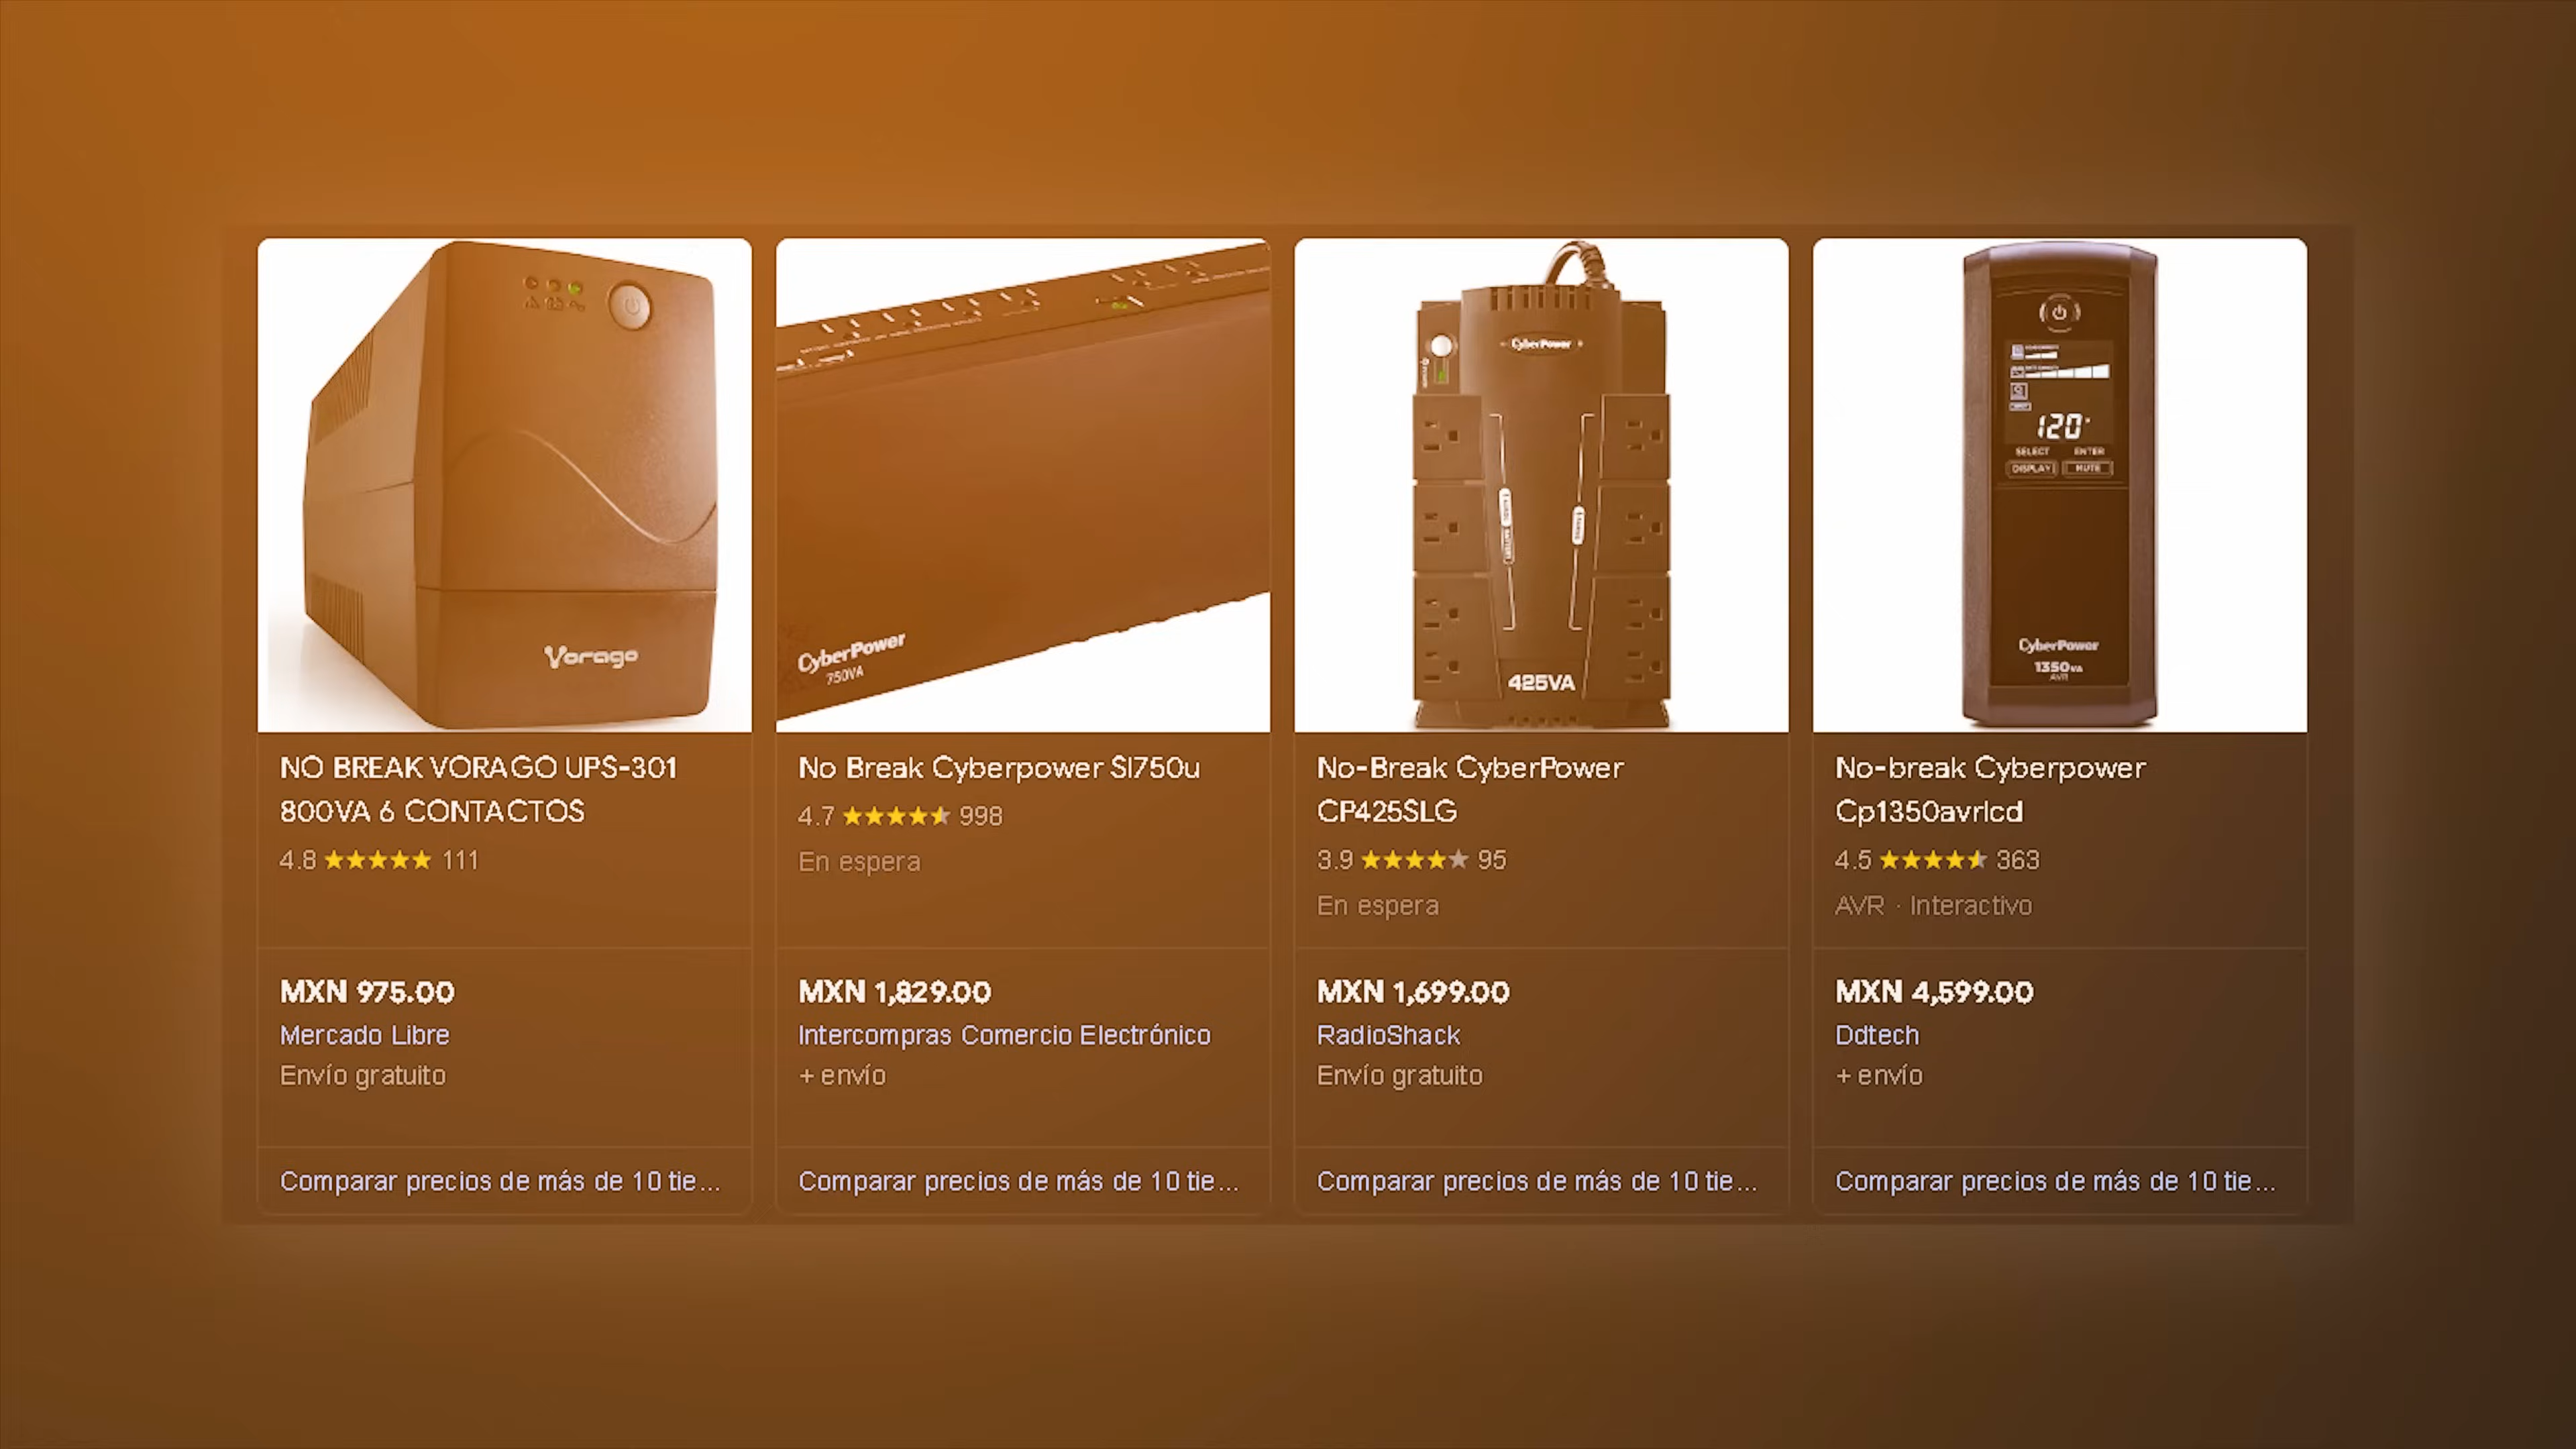 Vorago
NO BREAK VORAGO UPS-301
800VA 6 CONTACTOS
4.8 ★★★★★ 111
MXN 975.00
Mercado Libre
Envío gratuito
Comparar precios de más de 10 tie...
CyberPower
750VA
No Break Cyberpower Sl750u
4.7 ★★★★★ 998
En espera
MXN 1,829.00
Intercompras Comercio Electrónico
+ envío
Comparar precios de más de 10 tie...
CyberPower
425VA
No-Break CyberPower
CP425SLG
3.9 ★★★★★ 95
En espera
MXN 1,699.00
RadioShack
Envío gratuito
Comparar precios de más de 10 tie...
120
SELECT ENTER
DISPLAY MUTE
CyberPower
1350VA
AVR
No-break Cyberpower
Cp1350avrlcd
4.5 ★★★★★ 363
AVR · Interactivo
MXN 4,599.00
Ddtech
+ envío
Comparar precios de más de 10 tie...